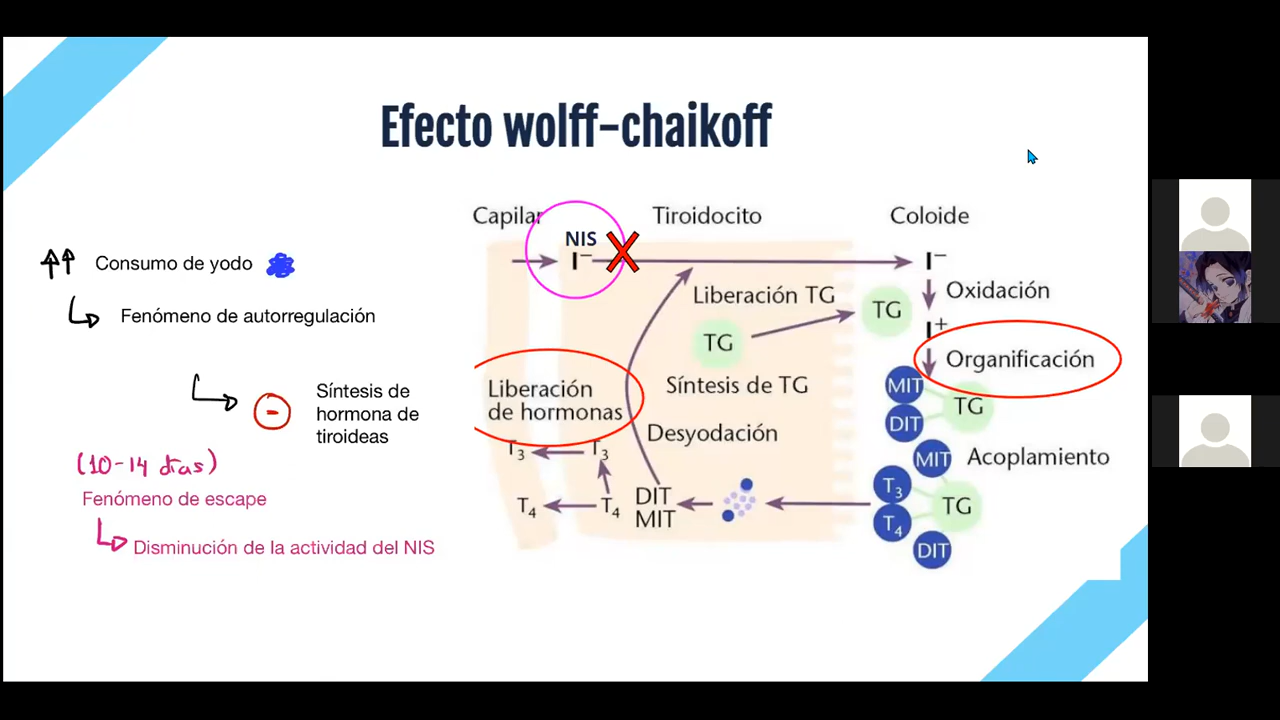 Efecto wolff-chaikoff
Consumo de yodo
Fenómeno de autorregulación
Síntesis de
hormona de
tiroideas
(10-14 días)
Fenómeno de escape
Disminución de la actividad del NIS
Capilar
Tiroidocito
Coloide
NIS
I⁻
I⁻
Oxidación
Liberación TG
TG
I⁺
TG
Organificación
Síntesis de TG
MIT
TG
DIT
Liberación
de hormonas
Desyodación
MIT
Acoplamiento
T₃
T₃
T₃
TG
T₄
T₄
DIT
MIT
T₄
DIT